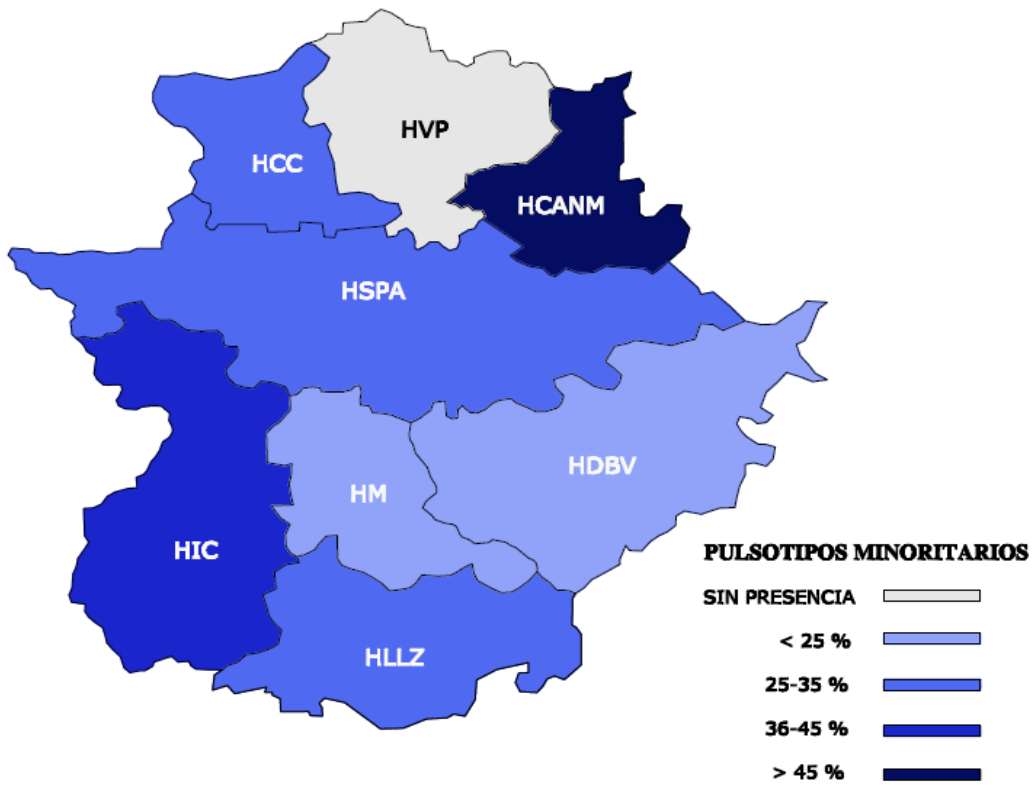 HVP
HCC
HCANM
HSPA
HDBV
HM
HIC
HLLZ
PULSOTIPOS MINORITARIOS
SIN PRESENCIA
< 25 %
25-35 %
36-45 %
> 45 %